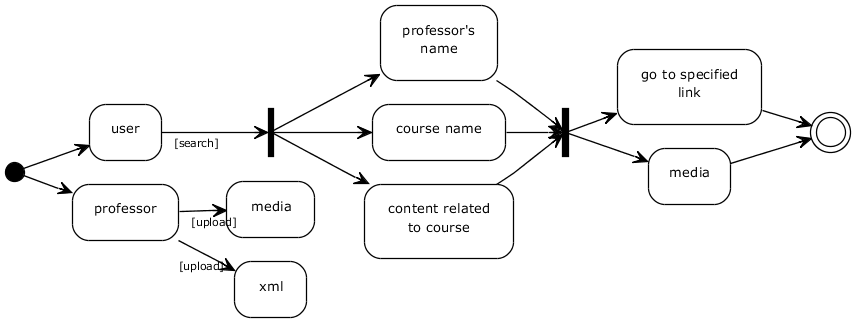 professor's
name
go to specified
link
user
[search]
course name
media
professor
[upload]
media
content related
to course
[upload]
xml